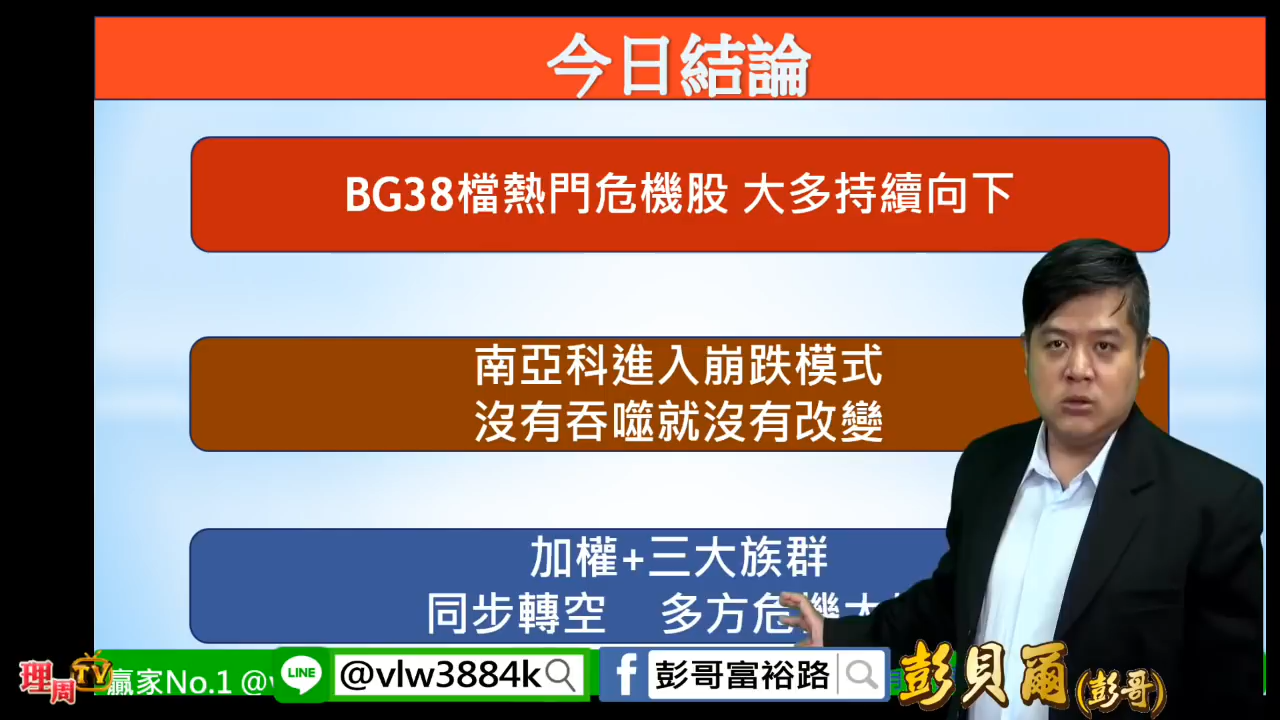 今日結論
BG38檔熱門危機股 大多持續向下
南亞科進入崩跌模式
沒有吞噬就沒有改變
加權+三大族群
同步轉空 多方危機大
理周TV
贏家No.1 @v
LINE
@vlw3884k
f
彭哥富裕路
彭貝爾(彭哥)